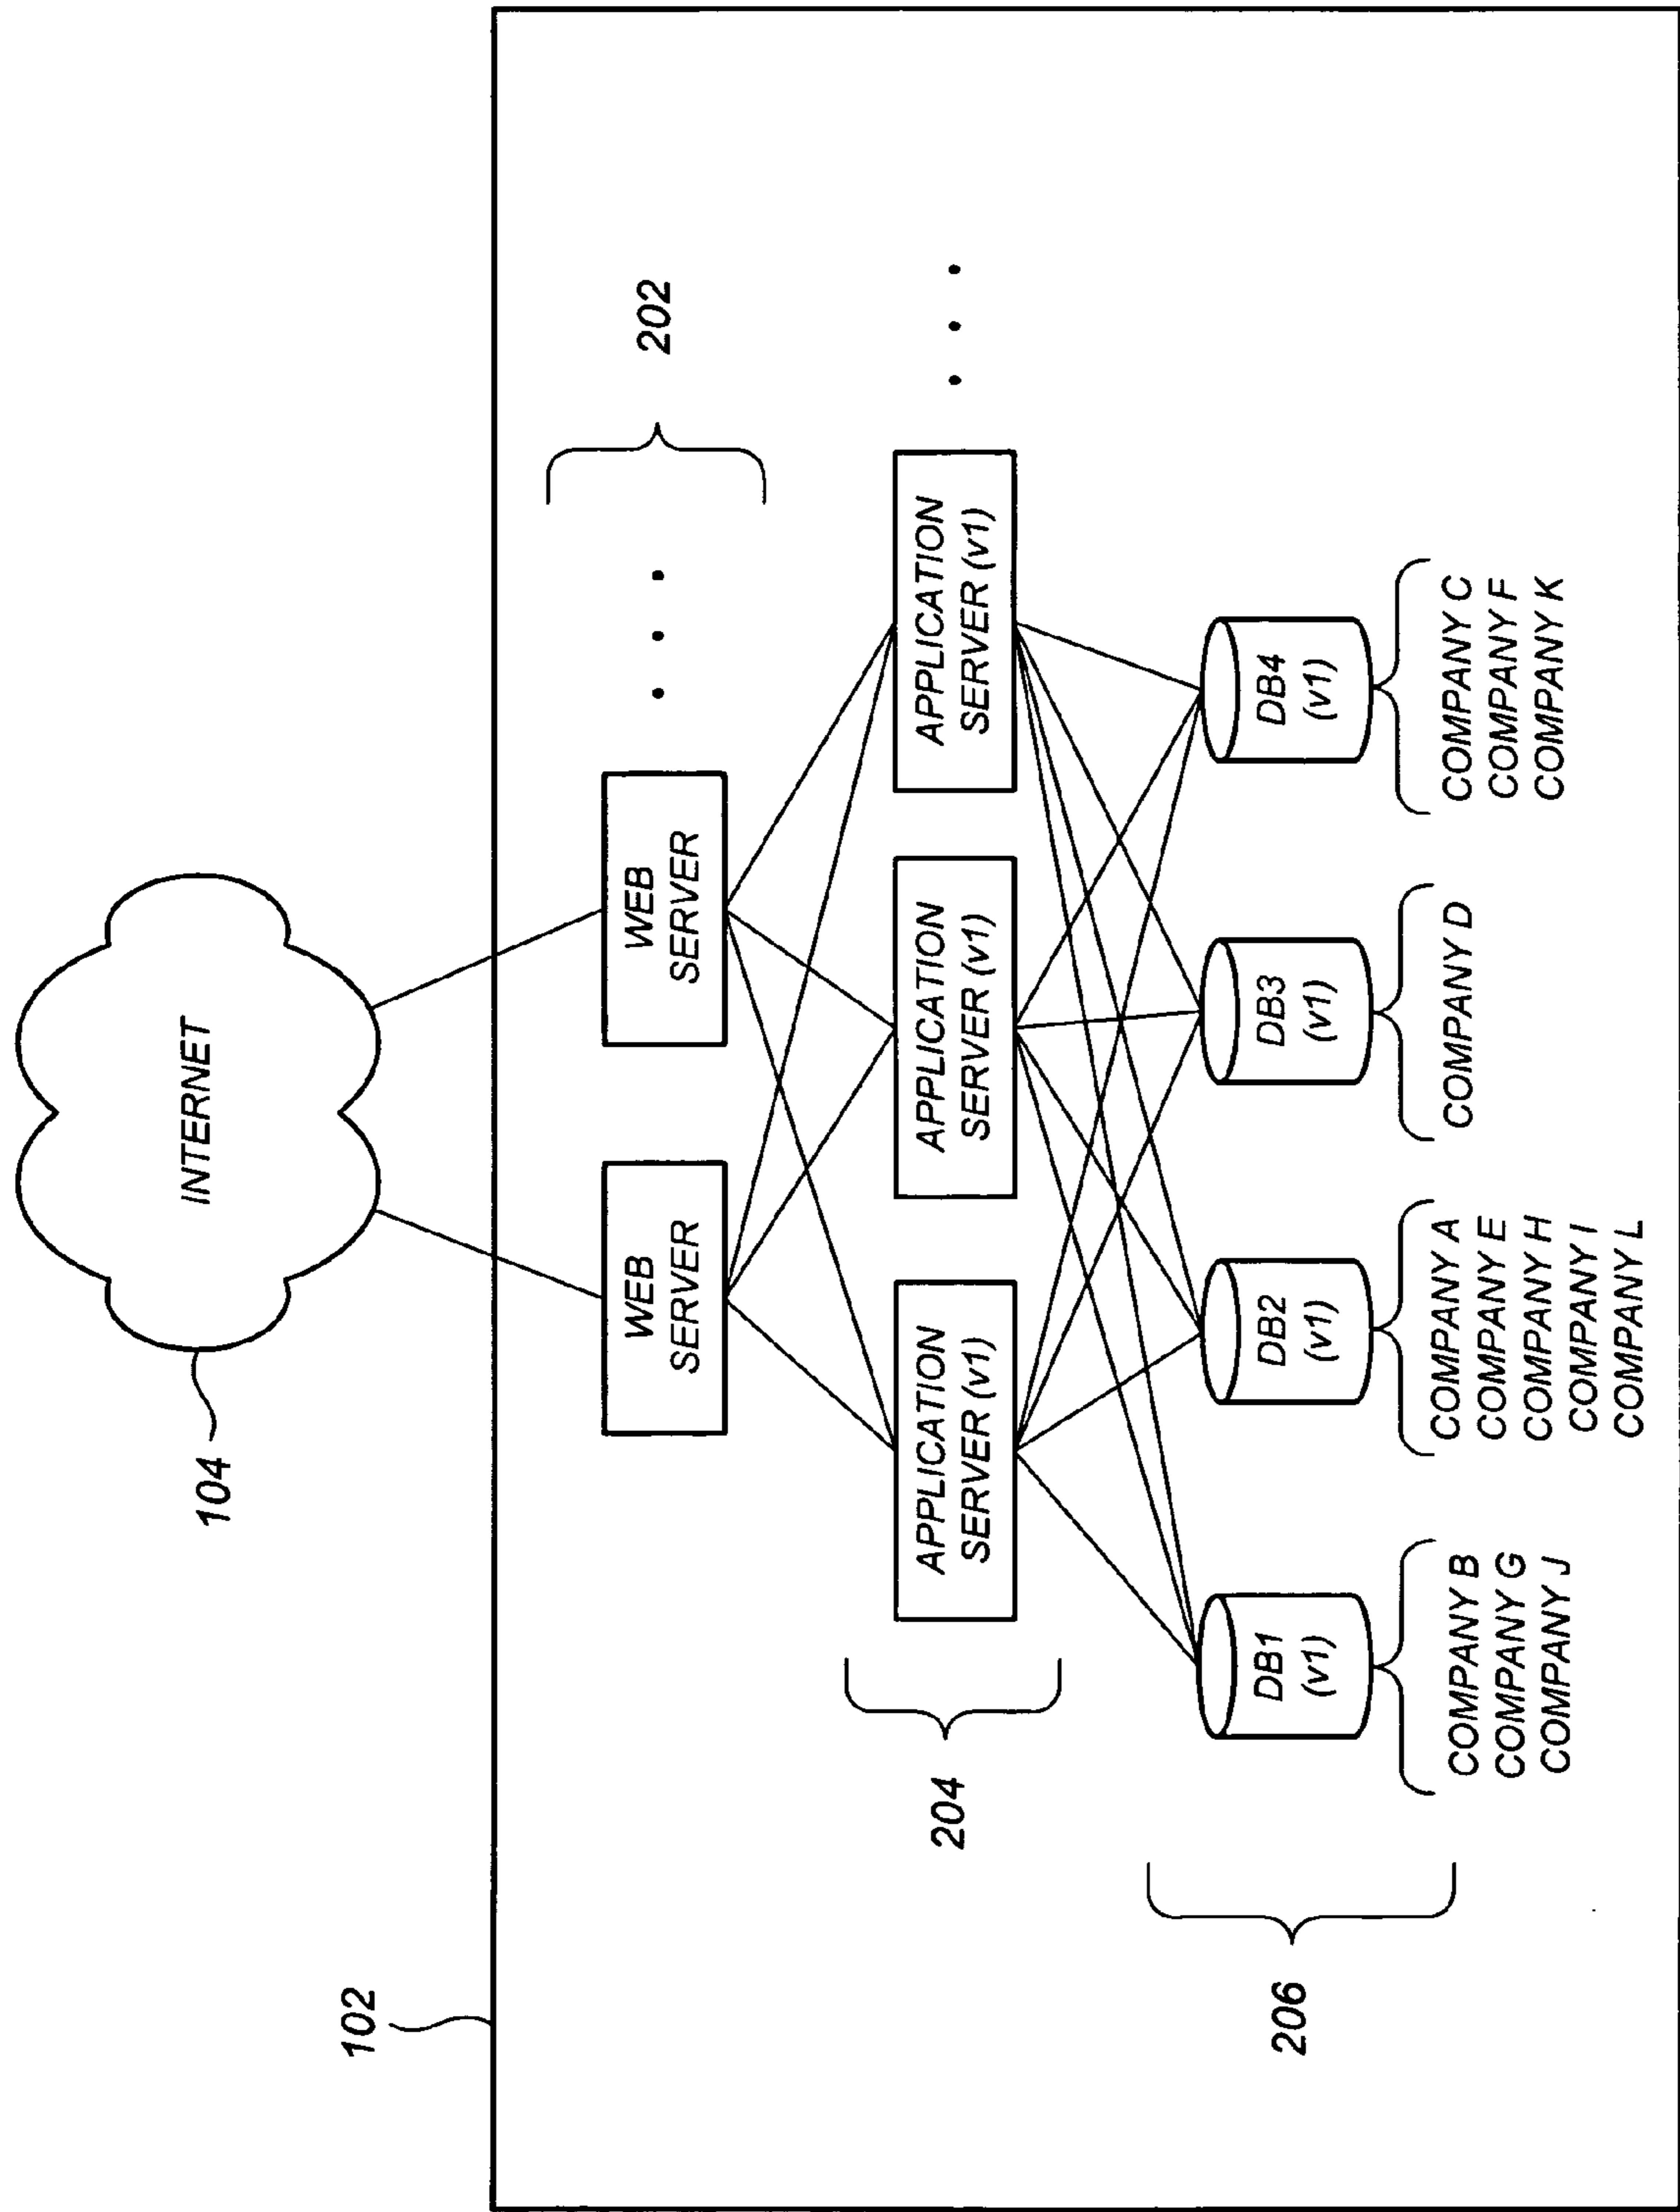 INTERNET
104
102
202
WEB
SERVER
WEB
SERVER
. . .
204
APPLICATION
SERVER (v1)
APPLICATION
SERVER (v1)
APPLICATION
SERVER (v1)
. . .
206
DB1
(v1)
DB2
(v1)
DB3
(v1)
DB4
(v1)
COMPANY B
COMPANY G
COMPANY J
COMPANY A
COMPANY E
COMPANY H
COMPANY I
COMPANY L
COMPANY D
COMPANY C
COMPANY F
COMPANY K